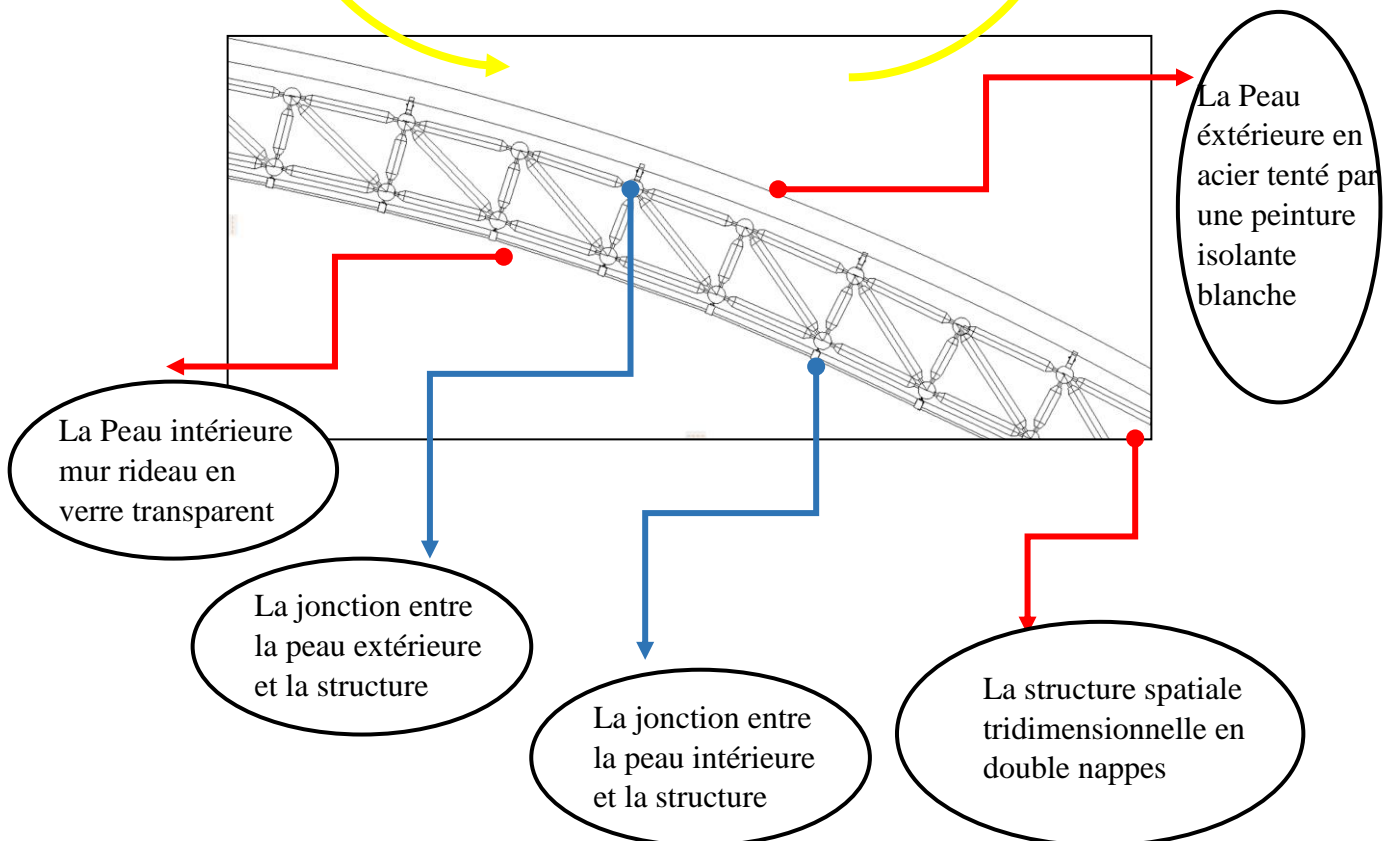 La Peau
éxtérieure en
acier tenté par
une peinture
isolante
blanche
La Peau intérieure
mur rideau en
verre transparent
La jonction entre
la peau extérieure
et la structure
La jonction entre
la peau intérieure
et la structure
La structure spatiale
tridimensionnelle en
double nappes